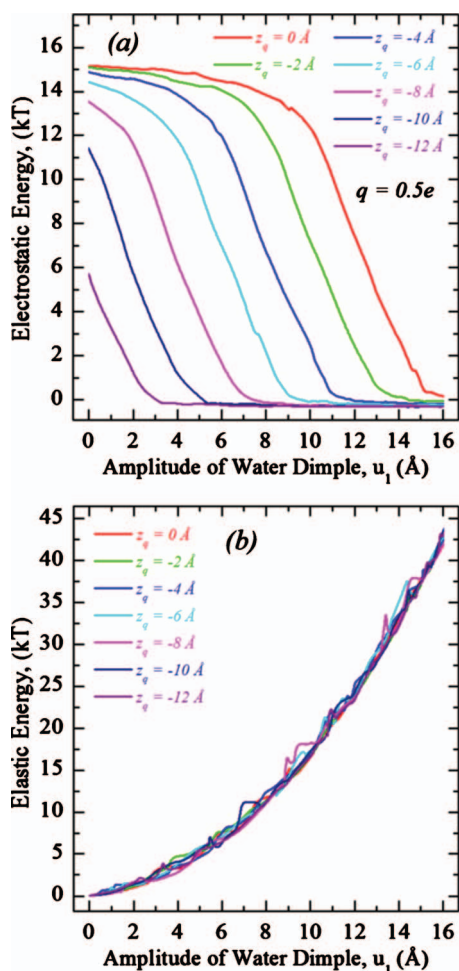 (a)
z_q = 0 Å
z_q = -2 Å
z_q = -4 Å
z_q = -6 Å
z_q = -8 Å
z_q = -10 Å
z_q = -12 Å
q = 0.5e
Electrostatic Energy, (kT)
16
14
12
10
8
6
4
2
0
0 2 4 6 8 10 12 14 16
Amplitude of Water Dimple, u_1 (Å)
(b)
z_q = 0 Å
z_q = -2 Å
z_q = -4 Å
z_q = -6 Å
z_q = -8 Å
z_q = -10 Å
z_q = -12 Å
Elastic Energy, (kT)
45
40
35
30
25
20
15
10
5
0
0 2 4 6 8 10 12 14 16
Amplitude of Water Dimple, u_1 (Å)